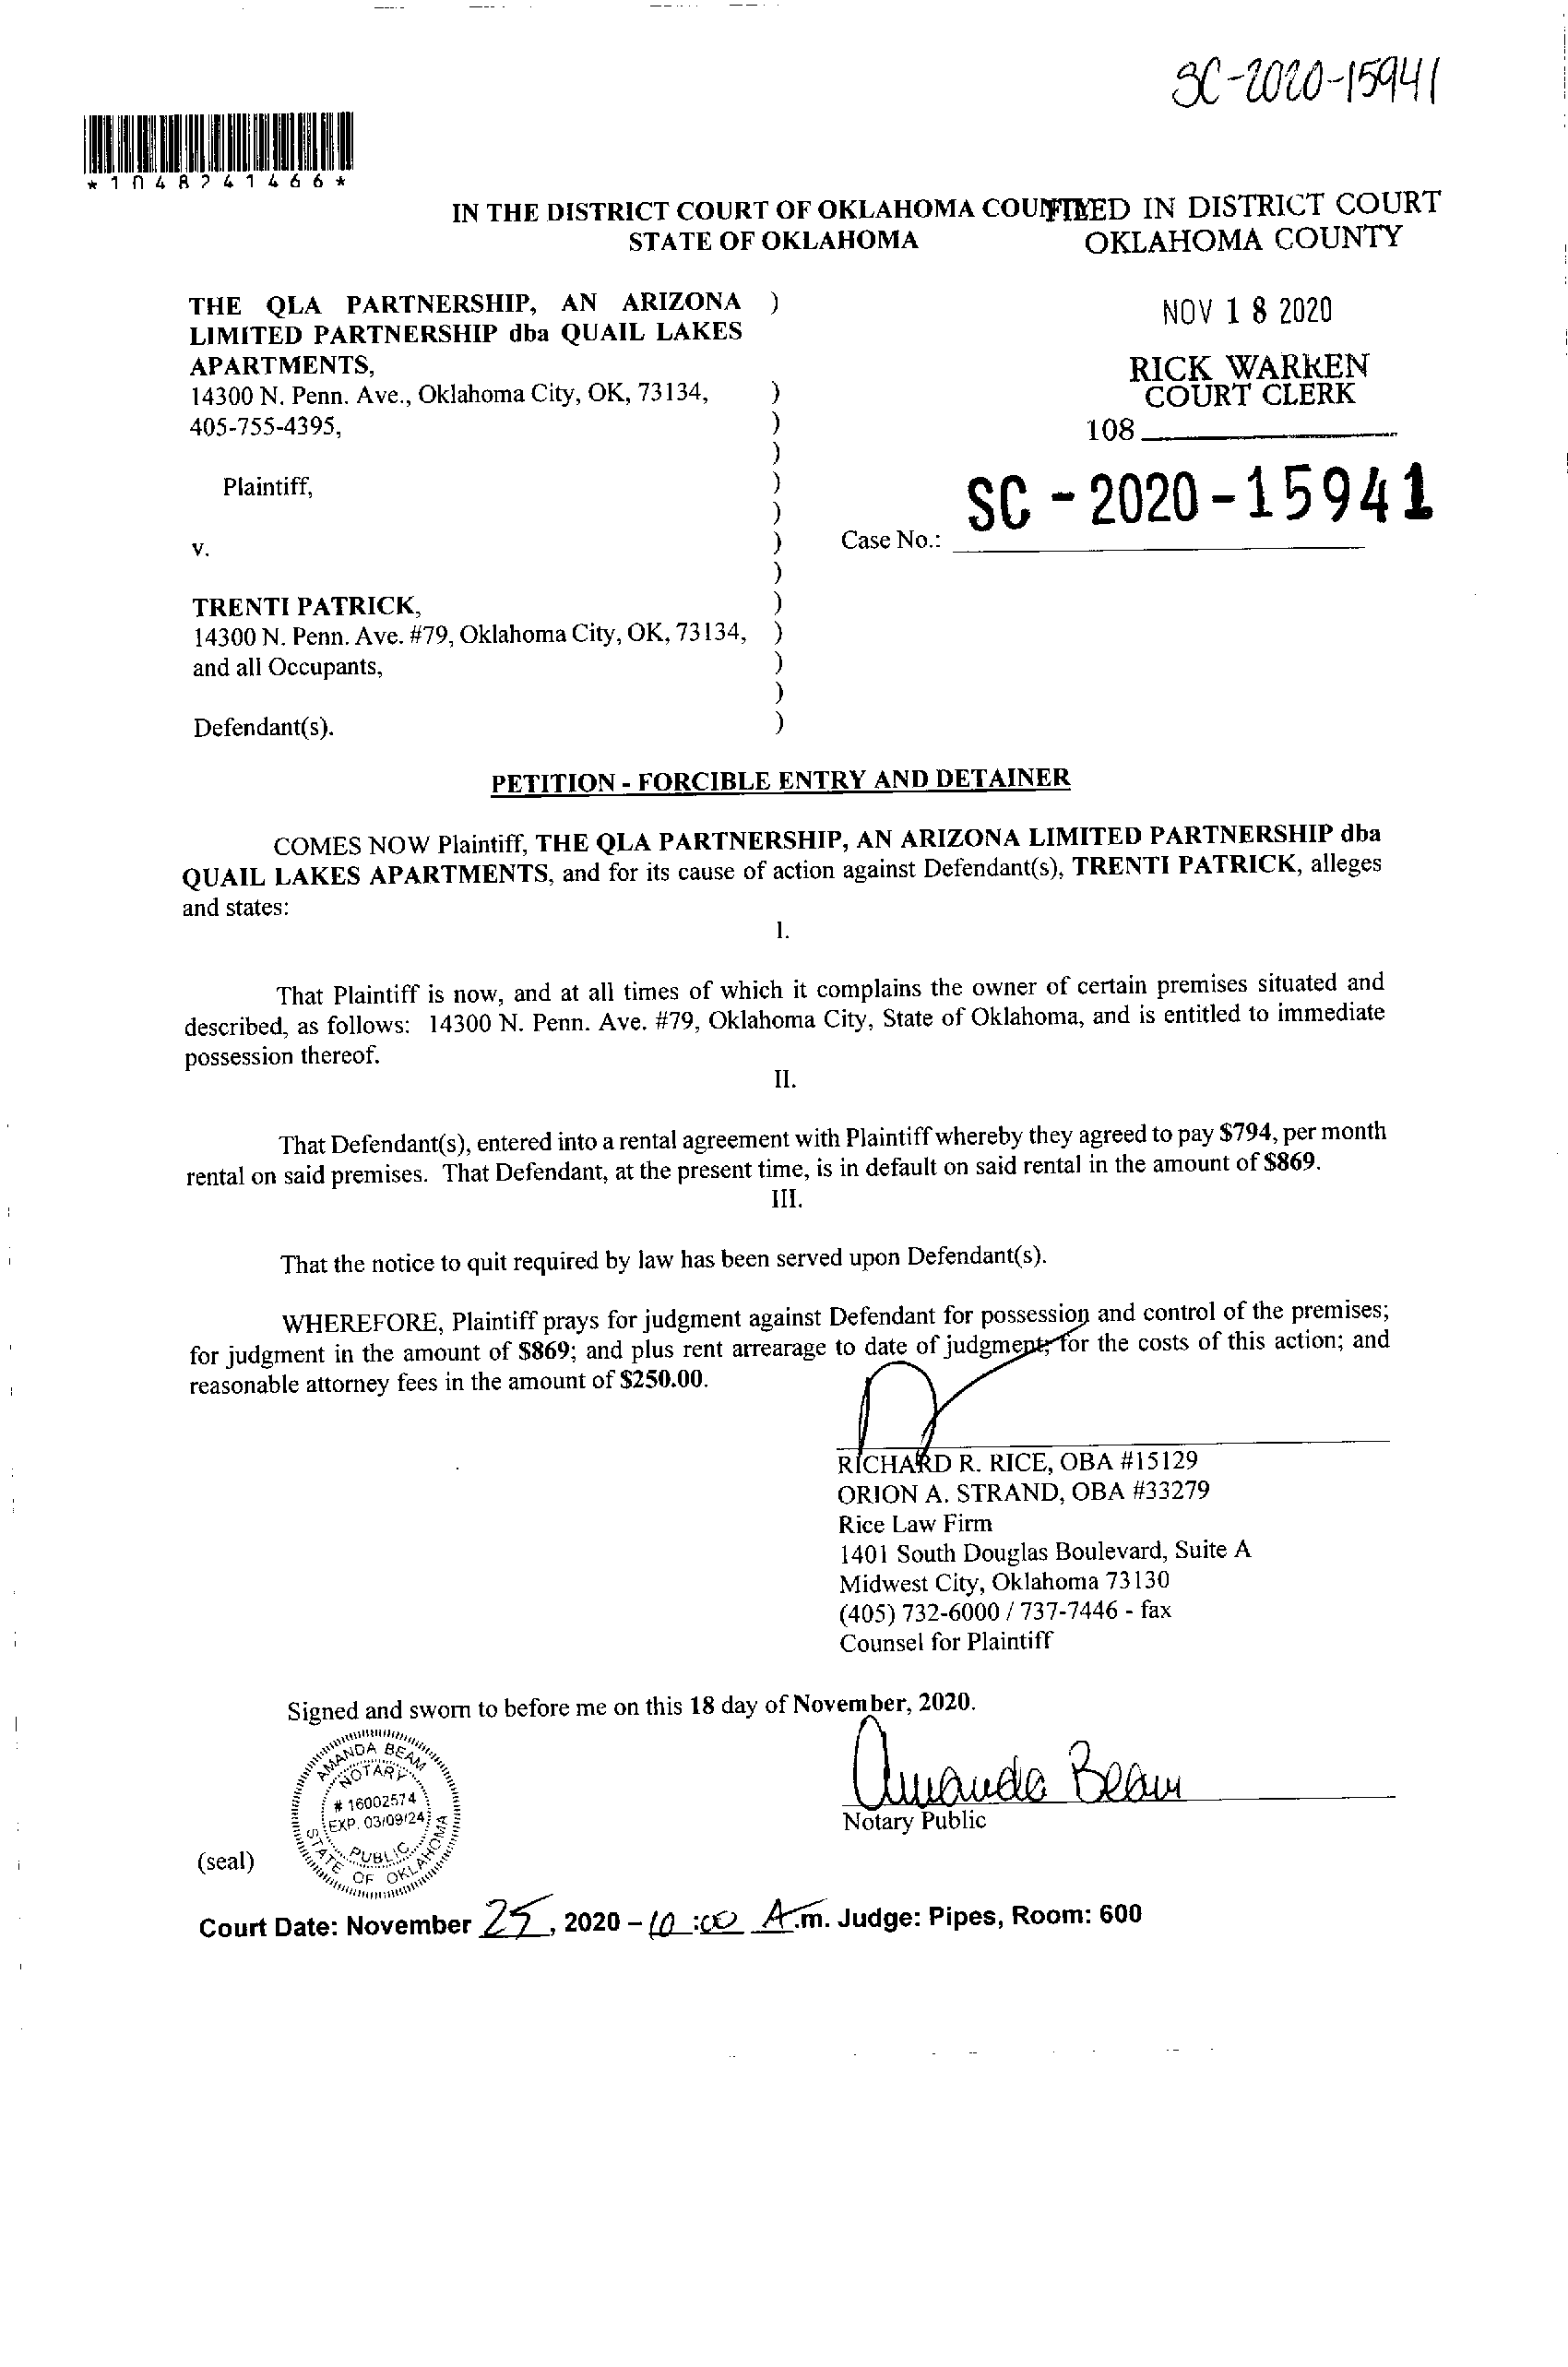 SC-2020-15941
*1048241466*
IN THE DISTRICT COURT OF OKLAHOMA COUNTY
STATE OF OKLAHOMA
FILED IN DISTRICT COURT
OKLAHOMA COUNTY
NOV 18 2020
RICK WARREN
COURT CLERK
108
THE QLA PARTNERSHIP, AN ARIZONA )
LIMITED PARTNERSHIP dba QUAIL LAKES
APARTMENTS,
14300 N. Penn. Ave., Oklahoma City, OK, 73134, )
405-755-4395, )
)
Plaintiff, )
)
v. ) Case No.: SC-2020-15941
)
TRENTI PATRICK, )
14300 N. Penn. Ave. #79, Oklahoma City, OK, 73134, )
and all Occupants, )
)
Defendant(s). )
PETITION - FORCIBLE ENTRY AND DETAINER
COMES NOW Plaintiff, THE QLA PARTNERSHIP, AN ARIZONA LIMITED PARTNERSHIP dba
QUAIL LAKES APARTMENTS, and for its cause of action against Defendant(s), TRENTI PATRICK, alleges
and states:
I.
That Plaintiff is now, and at all times of which it complains the owner of certain premises situated and
described, as follows: 14300 N. Penn. Ave. #79, Oklahoma City, State of Oklahoma, and is entitled to immediate
possession thereof.
II.
That Defendant(s), entered into a rental agreement with Plaintiff whereby they agreed to pay $794, per month
rental on said premises. That Defendant, at the present time, is in default on said rental in the amount of $869.
III.
That the notice to quit required by law has been served upon Defendant(s).
WHEREFORE, Plaintiff prays for judgment against Defendant for possession and control of the premises;
for judgment in the amount of $869; and plus rent arrearage to date of judgment; for the costs of this action; and
reasonable attorney fees in the amount of $250.00.
RICHARD R. RICE, OBA #15129
ORION A. STRAND, OBA #33279
Rice Law Firm
1401 South Douglas Boulevard, Suite A
Midwest City, Oklahoma 73130
(405) 732-6000 / 737-7446 - fax
Counsel for Plaintiff
Signed and sworn to before me on this 18 day of November, 2020.
Amanda Beam
Notary Public
AMANDA BEAM
NOTARY
# 16002574
EXP. 03/09/24
PUBLIC
STATE OF OKLAHOMA
(seal)
Court Date: November 25, 2020 - 10:00 A.m. Judge: Pipes, Room: 600